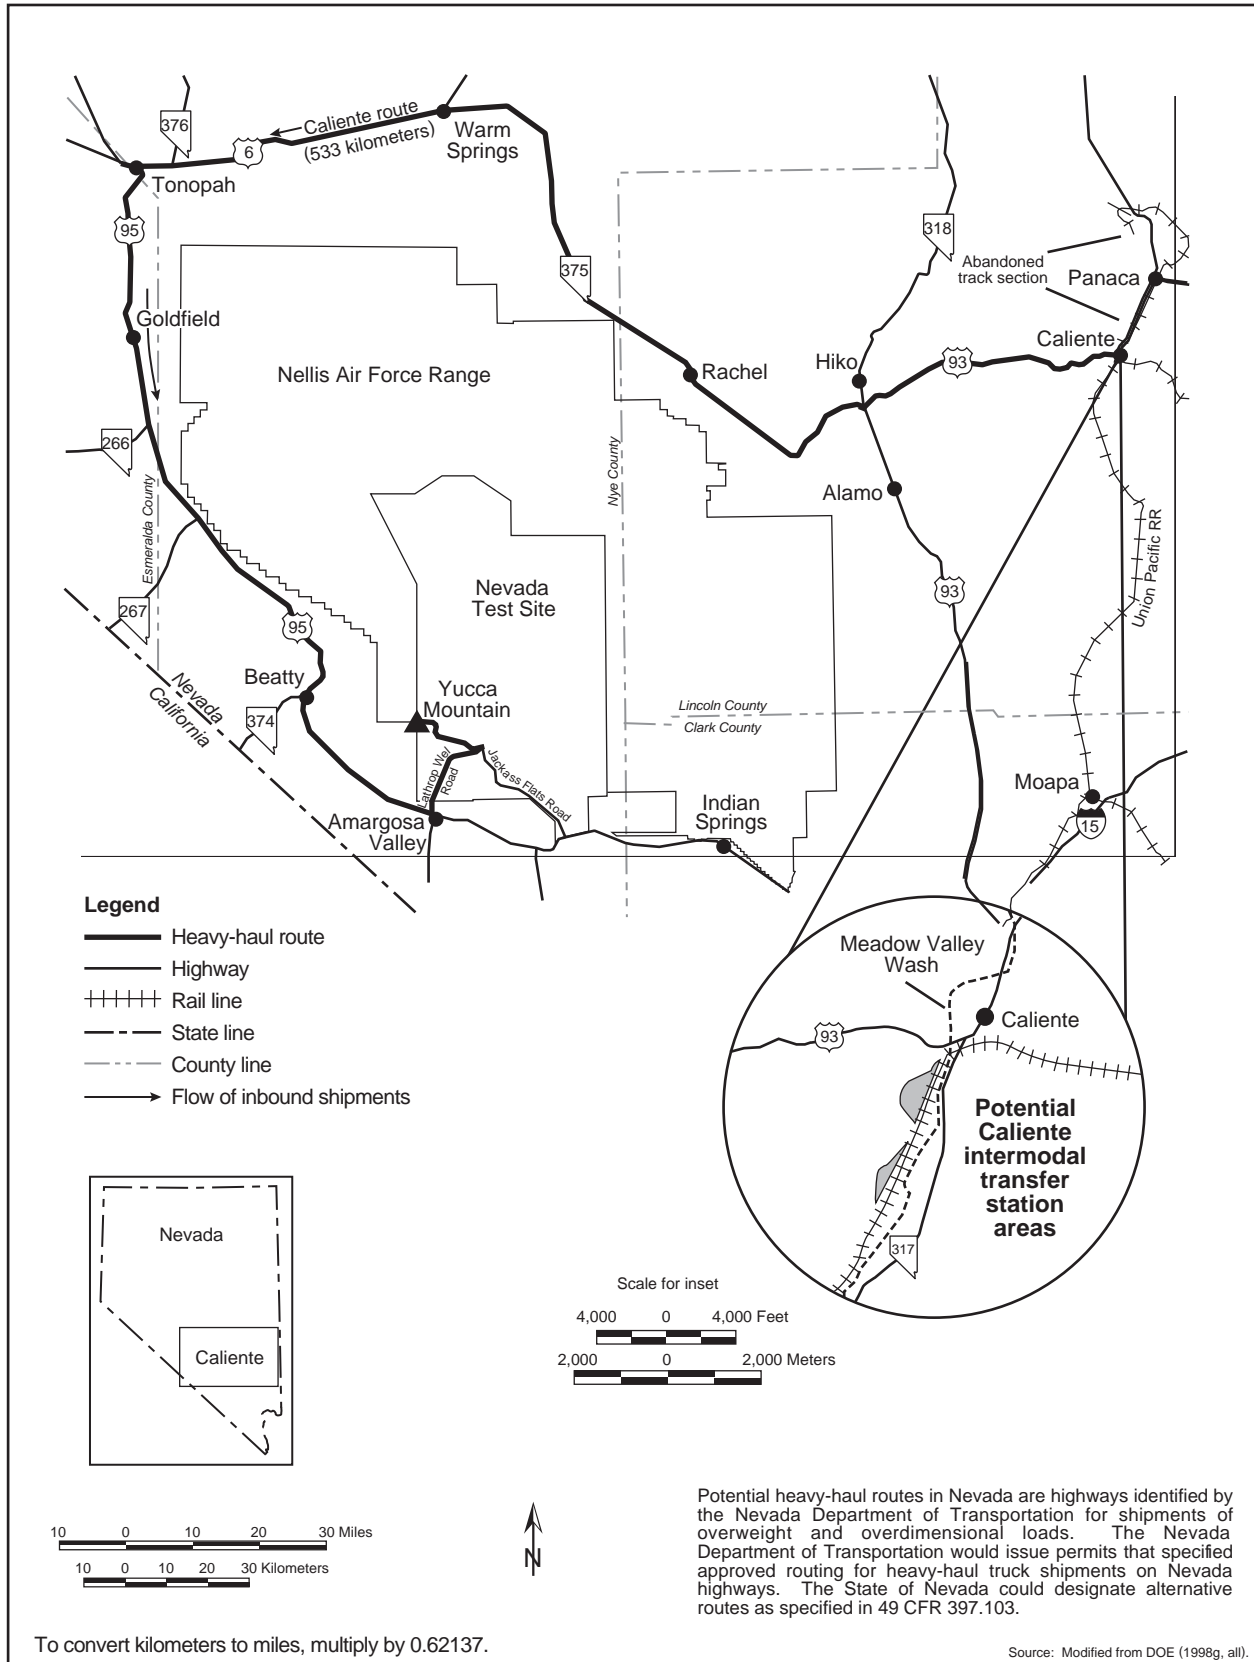 Caliente route
(533 kilometers)
376
6
Warm
Springs
Tonopah
95
318
375
Abandoned
track section
Panaca
Goldfield
Caliente
Nellis Air Force Range
Rachel
Hiko
93
266
Nye County
Alamo
Esmeralda County
Union Pacific RR
Nevada
Test Site
93
267
95
Beatty
Nevada
California
Yucca
Mountain
374
Lincoln County
Clark County
Lathrop We/
Road
Jackass Flats Road
Moapa
15
Amargosa
Valley
Indian
Springs
Legend
Heavy-haul route
Highway
Rail line
State line
County line
Flow of inbound shipments
Meadow Valley
Wash
Caliente
93
Potential
Caliente
intermodal
transfer
station
areas
317
Nevada
Caliente
Scale for inset
4,000 0 4,000 Feet
2,000 0 2,000 Meters
10 0 10 20 30 Miles
10 0 10 20 30 Kilometers
N
Potential heavy-haul routes in Nevada are highways identified by
the Nevada Department of Transportation for shipments of
overweight and overdimensional loads. The Nevada
Department of Transportation would issue permits that specified
approved routing for heavy-haul truck shipments on Nevada
highways. The State of Nevada could designate alternative
routes as specified in 49 CFR 397.103.
To convert kilometers to miles, multiply by 0.62137.
Source: Modified from DOE (1998g, all).